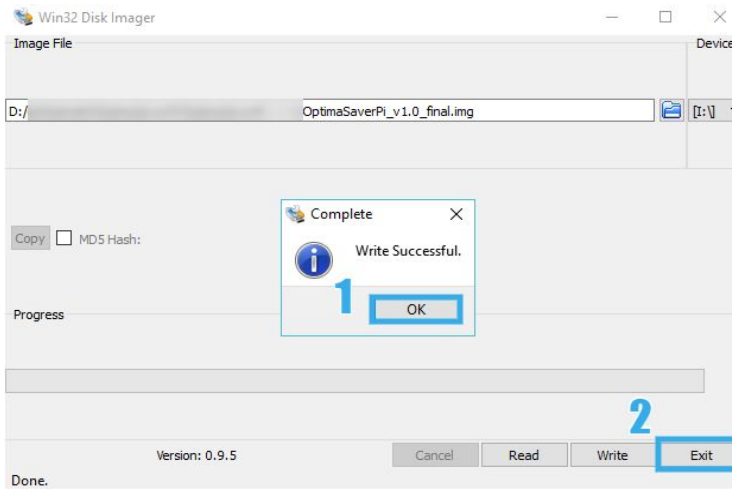 Win32 Disk Imager
Image File
Device
D:/ OptimaSaverPi_v1.0_final.img
[I:\]
Complete
Write Successful.
1
OK
Copy
MD5 Hash:
Progress
2
Version: 0.9.5
Cancel
Read
Write
Exit
Done.